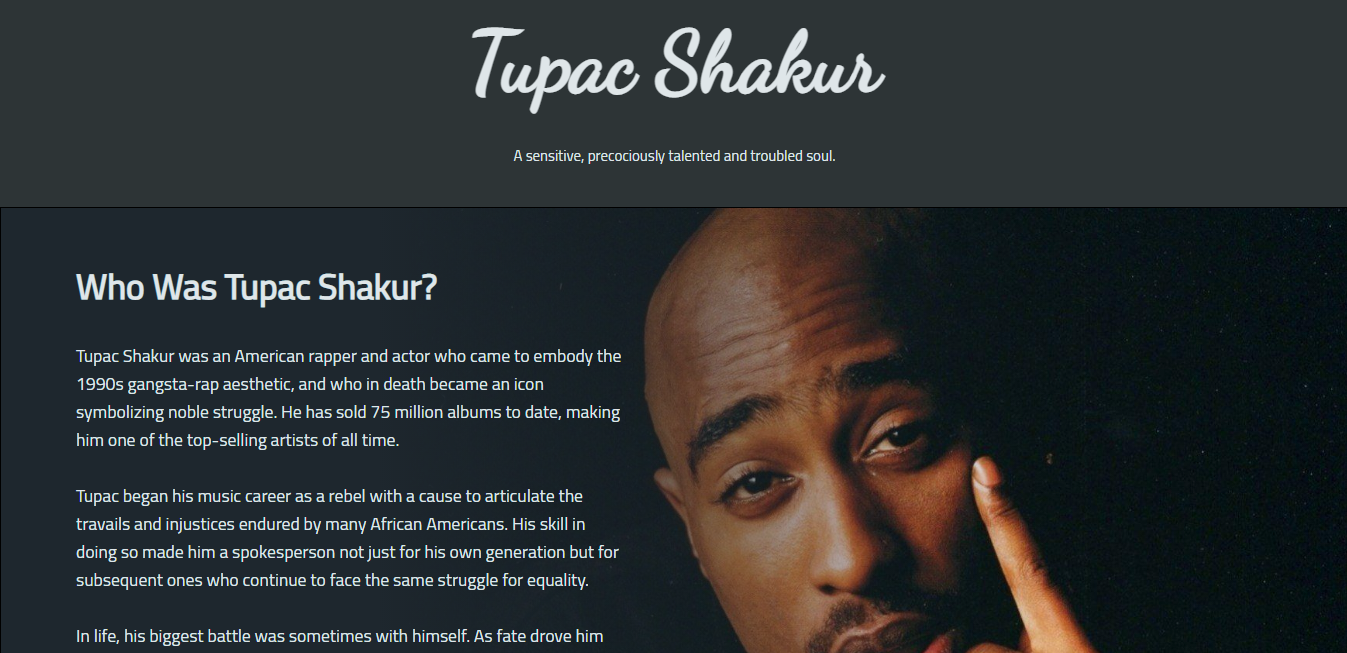 Tupac Shakur
A sensitive, precociously talented and troubled soul.
Who Was Tupac Shakur?
Tupac Shakur was an American rapper and actor who came to embody the
1990s gangsta-rap aesthetic, and who in death became an icon
symbolizing noble struggle. He has sold 75 million albums to date, making
him one of the top-selling artists of all time.
Tupac began his music career as a rebel with a cause to articulate the
travails and injustices endured by many African Americans. His skill in
doing so made him a spokesperson not just for his own generation but for
subsequent ones who continue to face the same struggle for equality.
In life, his biggest battle was sometimes with himself. As fate drove him